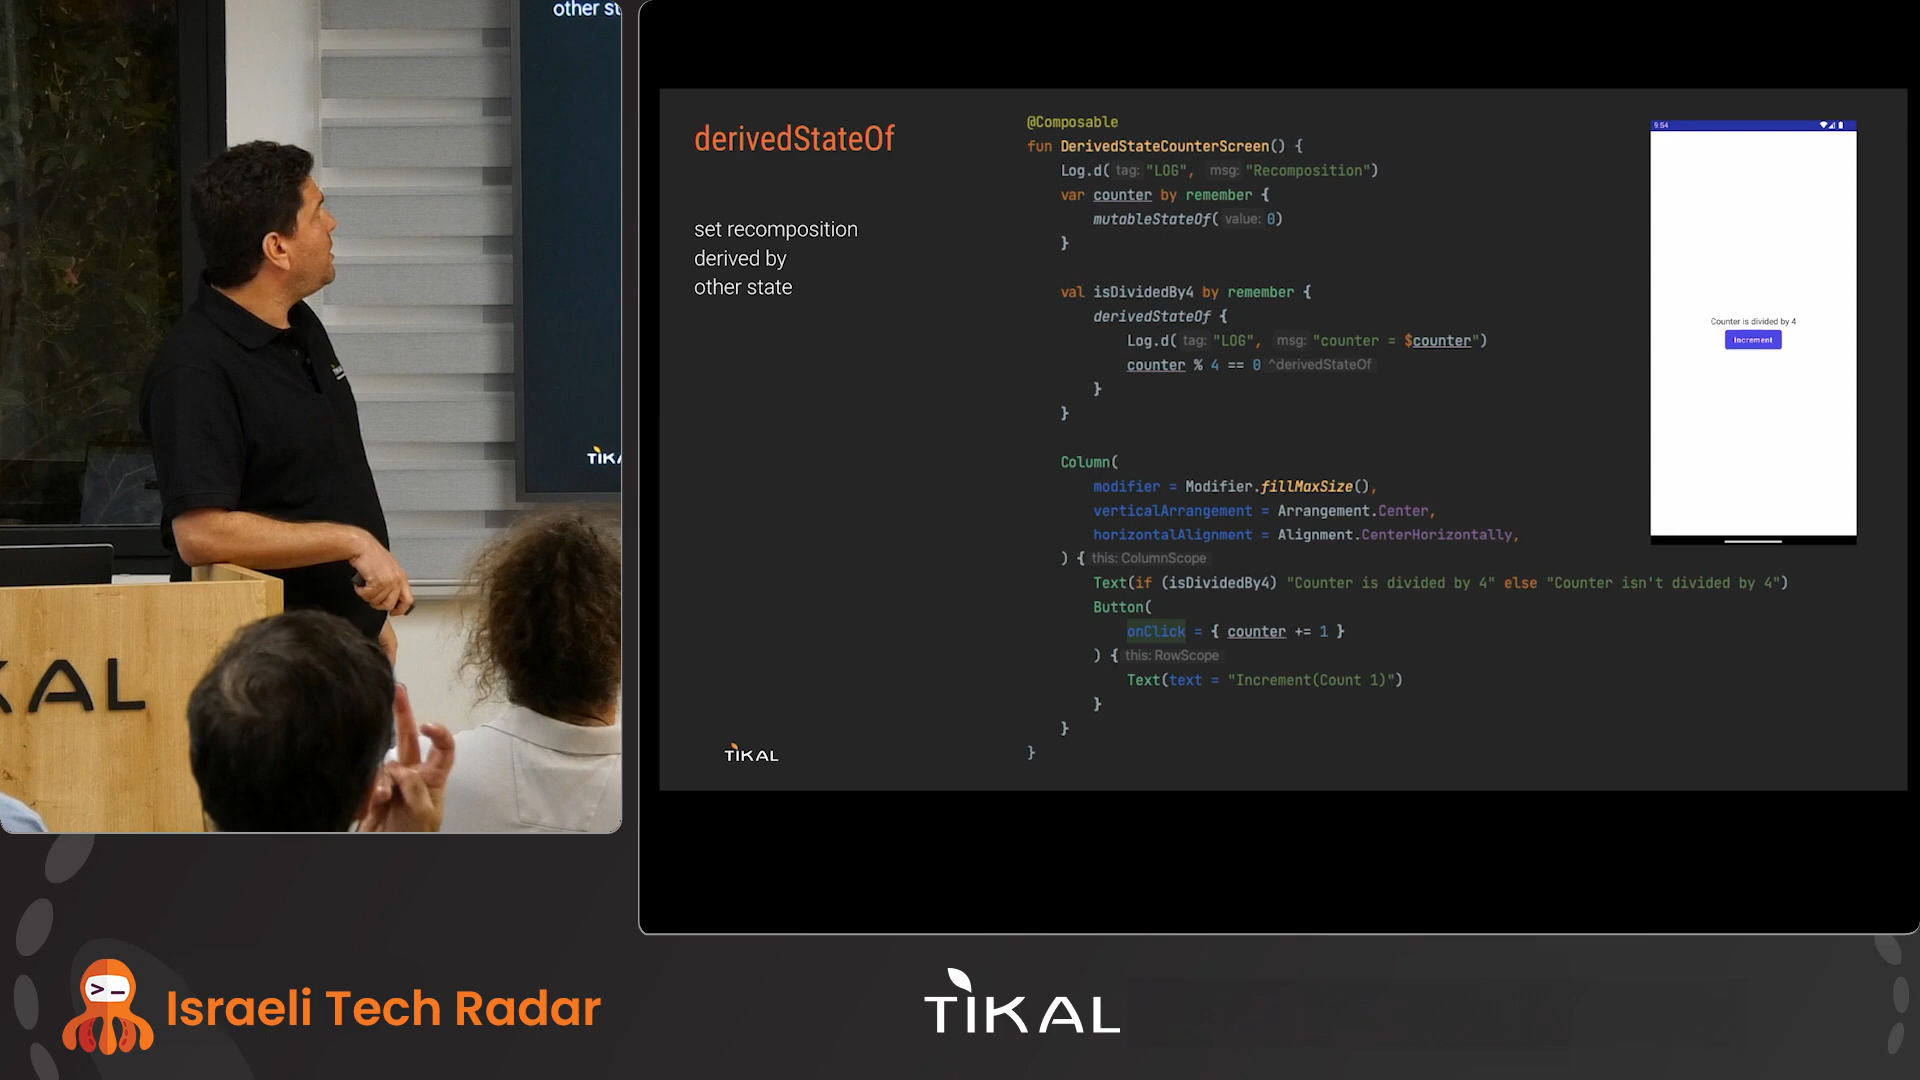 other st
TIKA
KAL
derivedStateOf
set recomposition
derived by
other state
TIKAL
@Composable
fun DerivedStateCounterScreen() {
Log.d( tag: "LOG", msg: "Recomposition")
var counter by remember {
mutableStateOf( value: 0)
}
val isDividedBy4 by remember {
derivedStateOf {
Log.d( tag: "LOG", msg: "counter = $counter")
counter % 4 == 0 ^derivedStateOf
}
}
Column(
modifier = Modifier.fillMaxSize(),
verticalArrangement = Arrangement.Center,
horizontalAlignment = Alignment.CenterHorizontally,
) { this: ColumnScope
Text(if (isDividedBy4) "Counter is divided by 4" else "Counter isn't divided by 4")
Button(
onClick = { counter += 1 }
) { this: RowScope
Text(text = "Increment(Count 1)")
}
}
}
9:54
Counter is divided by 4
Increment
>_
Israeli Tech Radar
TIKAL